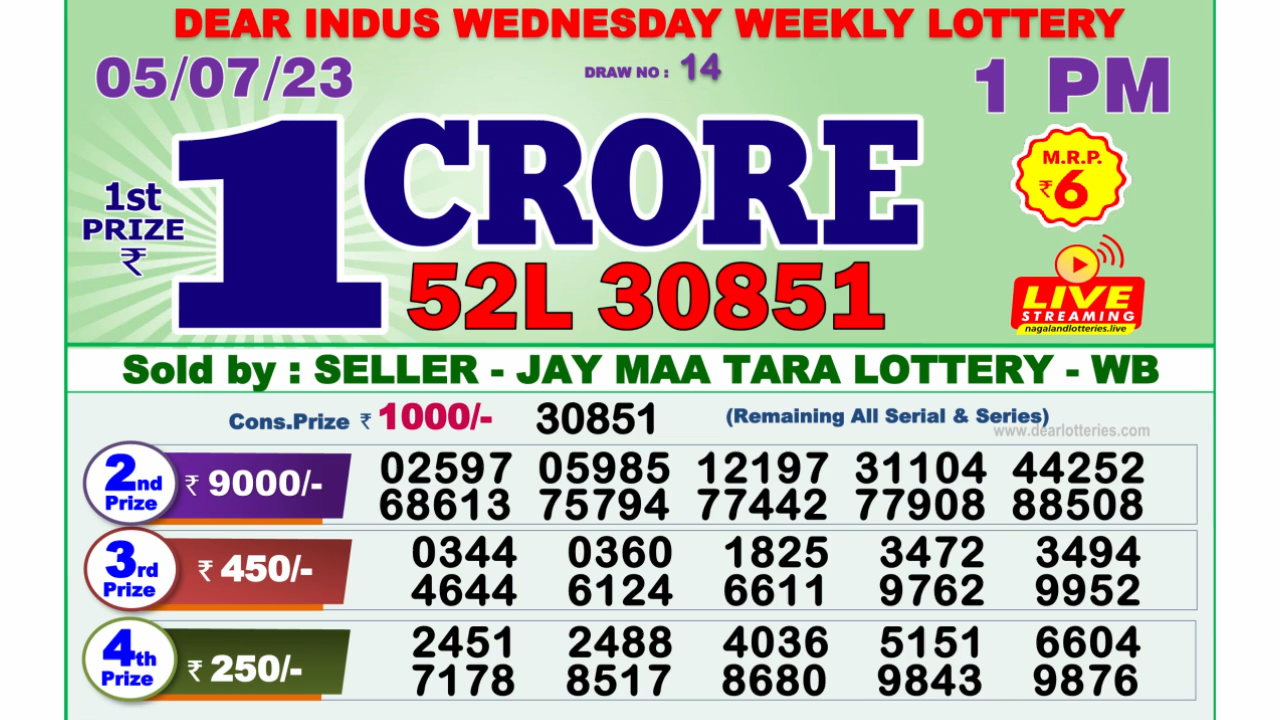 DEAR INDUS WEDNESDAY WEEKLY LOTTERY
05/07/23 DRAW NO : 14 1 PM
1st PRIZE ₹ 1 CRORE
M.R.P. ₹6
52L 30851
LIVE
STREAMING
nagalandlotteries.live
Sold by : SELLER - JAY MAA TARA LOTTERY - WB
Cons.Prize ₹ 1000/- 30851 (Remaining All Serial & Series)
www.dearlotteries.com
2nd Prize ₹ 9000/-
02597 05985 12197 31104 44252
68613 75794 77442 77908 88508
3rd Prize ₹ 450/-
0344 0360 1825 3472 3494
4644 6124 6611 9762 9952
4th Prize ₹ 250/-
2451 2488 4036 5151 6604
7178 8517 8680 9843 9876